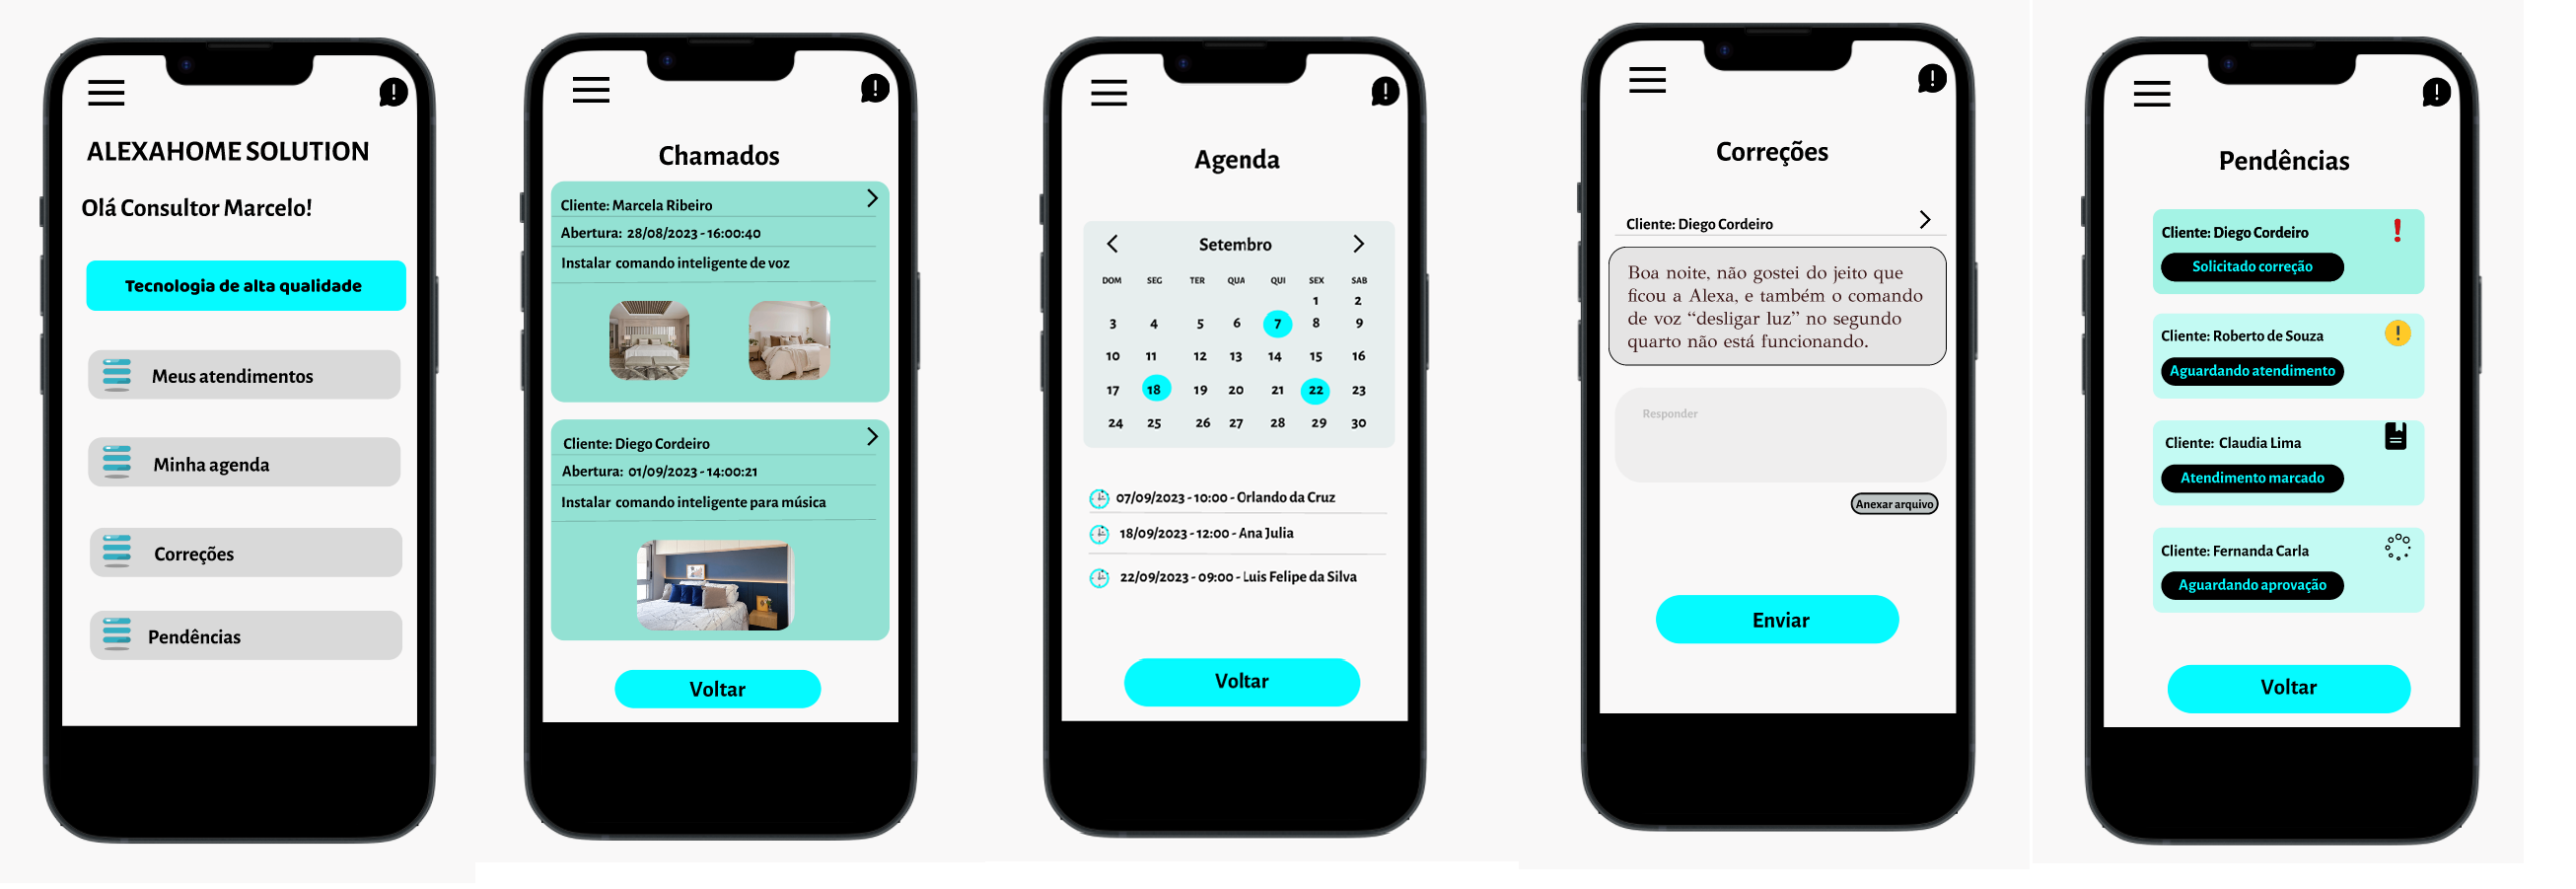 ALEXAHOME SOLUTION
Olá Consultor Marcelo!
Tecnologia de alta qualidade
Meus atendimentos
Minha agenda
Correções
Pendências
Chamados
Cliente: Marcela Ribeiro
Abertura: 28/08/2023 - 16:00:40
Instalar comando inteligente de voz
Cliente: Diego Cordeiro
Abertura: 01/09/2023 - 14:00:21
Instalar comando inteligente para música
Voltar
Agenda
Setembro
DOM SEG TER QUA QUI SEX SAB
1 2
3 4 5 6 7 8 9
10 11 12 13 14 15 16
17 18 19 20 21 22 23
24 25 26 27 28 29 30
07/09/2023 - 10:00 - Orlando da Cruz
18/09/2023 - 12:00 - Ana Julia
22/09/2023 - 09:00 - Luis Felipe da Silva
Voltar
Correções
Cliente: Diego Cordeiro
Boa noite, não gostei do jeito que
ficou a Alexa, e também o comando
de voz “desligar luz” no segundo
quarto não está funcionando.
Responder
Anexar arquivo
Enviar
Pendências
Cliente: Diego Cordeiro
Solicitado correção
Cliente: Roberto de Souza
Aguardando atendimento
Cliente: Claudia Lima
Atendimento marcado
Cliente: Fernanda Carla
Aguardando aprovação
Voltar